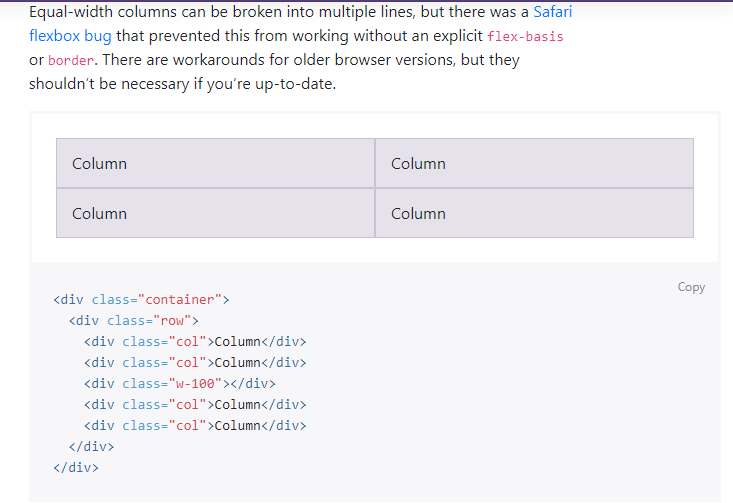 Equal-width columns can be broken into multiple lines, but there was a Safari
flexbox bug that prevented this from working without an explicit flex-basis
or border. There are workarounds for older browser versions, but they
shouldn’t be necessary if you’re up-to-date.
Column Column
Column Column
Copy
<div class="container">
  <div class="row">
    <div class="col">Column</div>
    <div class="col">Column</div>
    <div class="w-100"></div>
    <div class="col">Column</div>
    <div class="col">Column</div>
  </div>
</div>